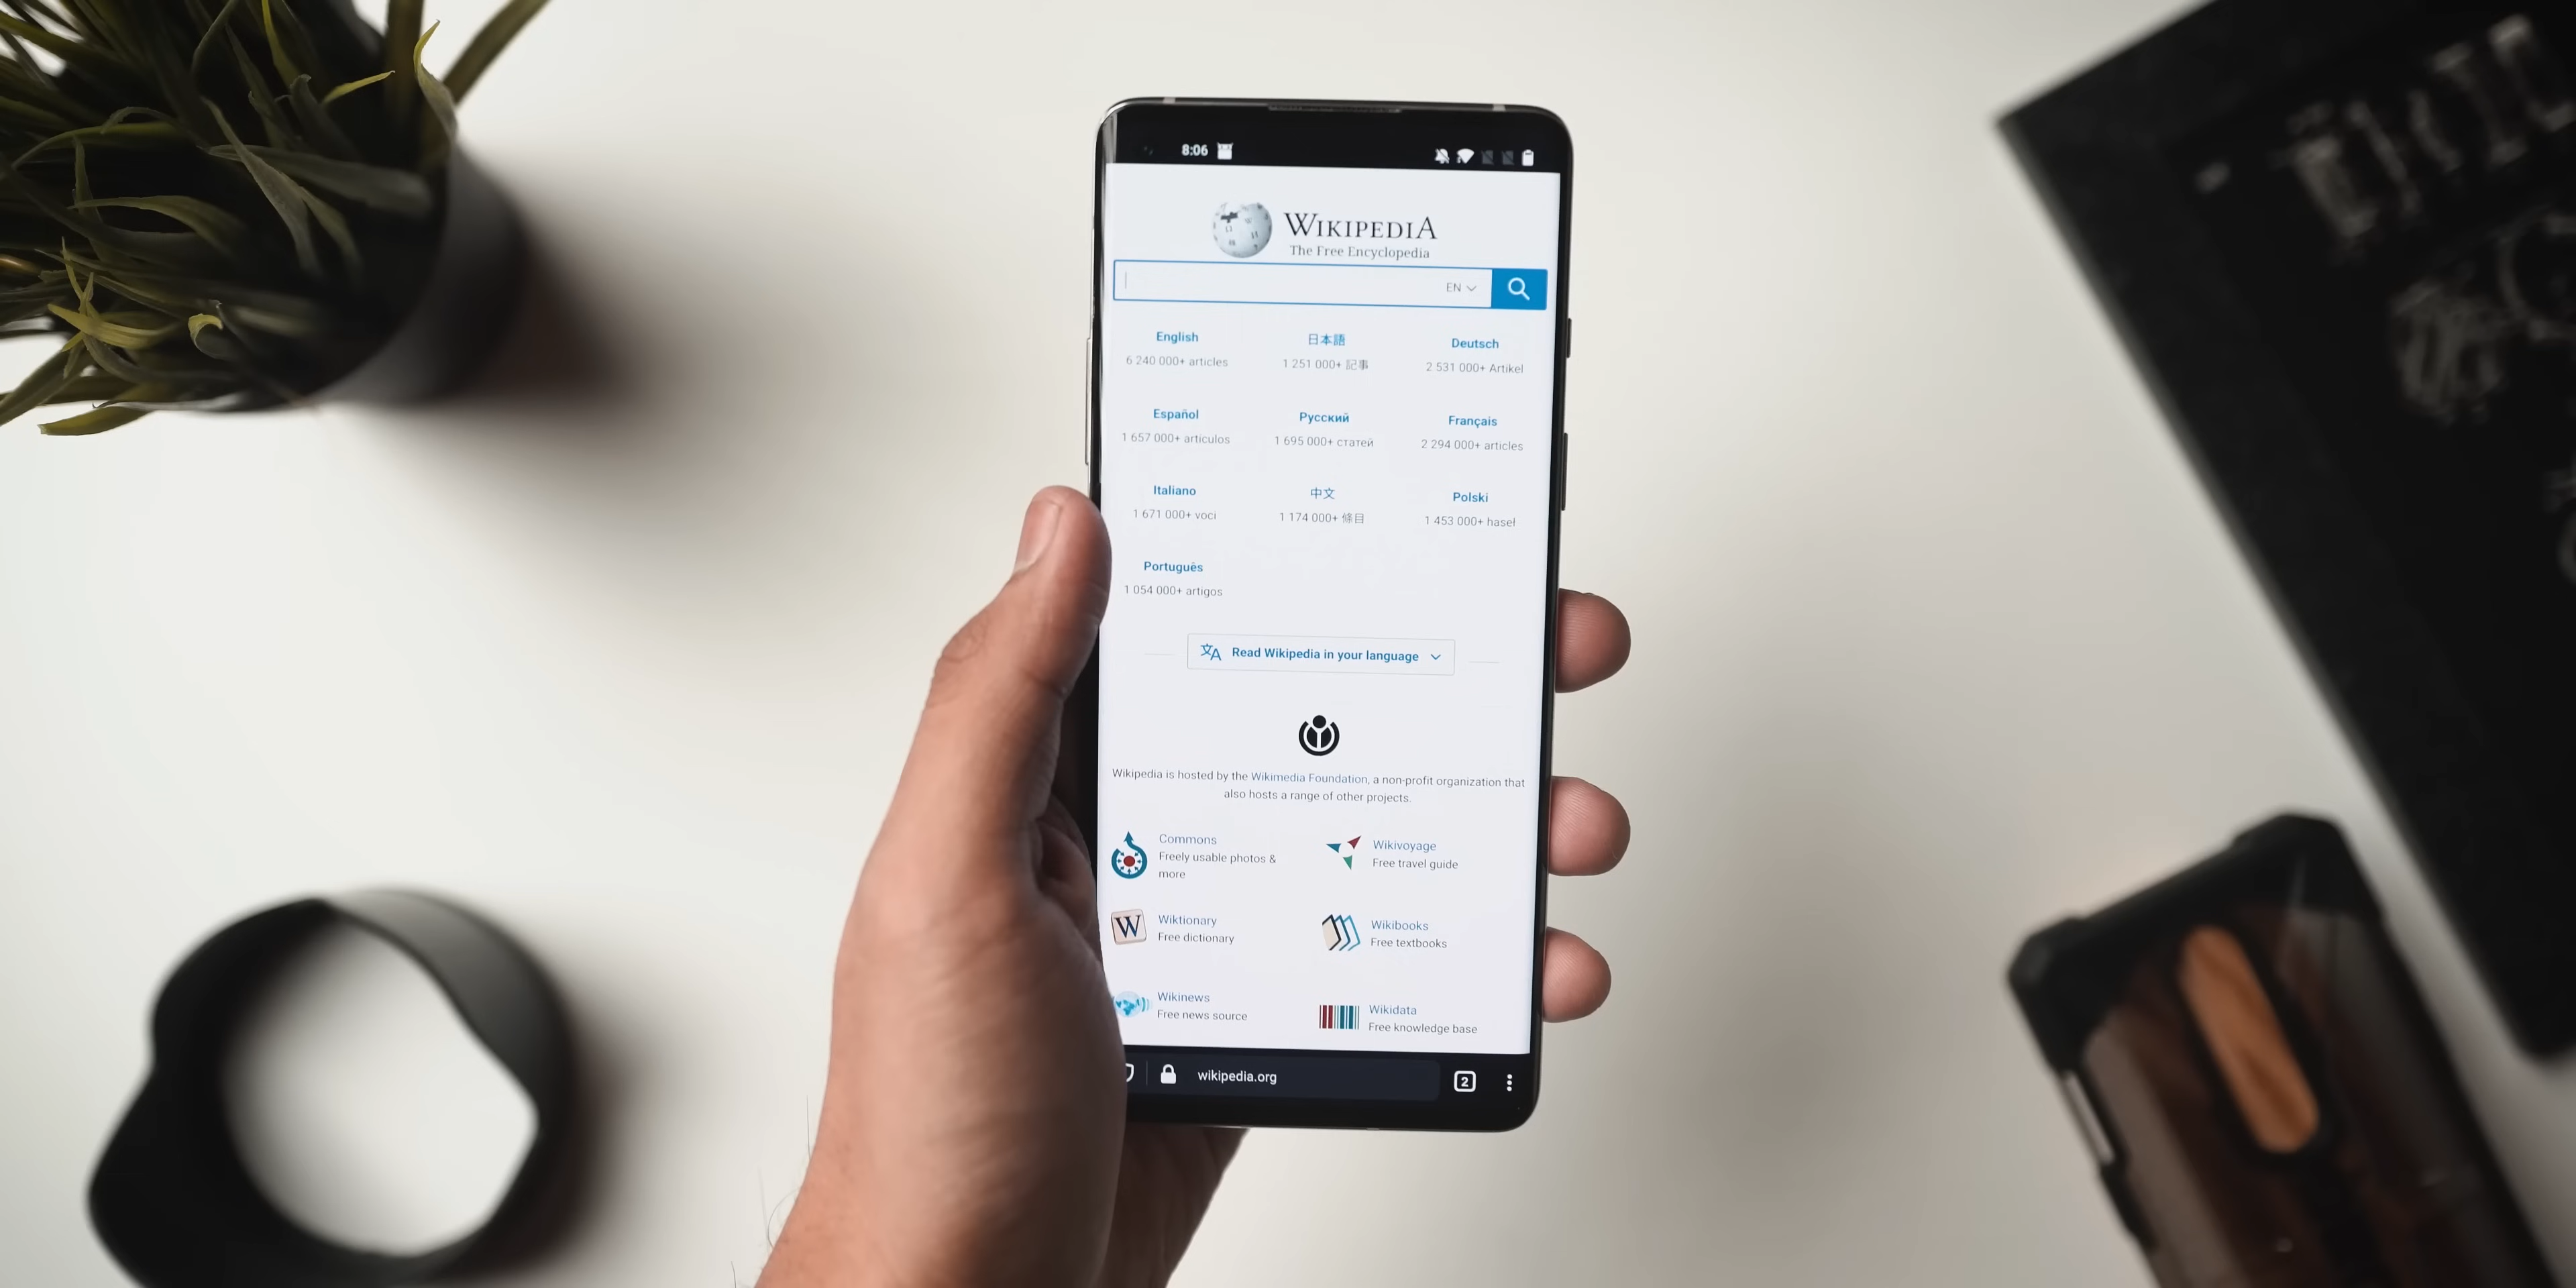 8:06
WIKIPEDIA
The Free Encyclopedia
EN
English 日本語 Deutsch
6 240 000+ articles 1 251 000+ 記事 2 531 000+ Artikel
Español Русский Français
1 657 000+ artículos 1 695 000+ статей 2 294 000+ articles
Italiano 中文 Polski
1 671 000+ voci 1 174 000+ 條目 1 453 000+ haseł
Português
1 054 000+ artigos
Read Wikipedia in your language
Wikipedia is hosted by the Wikimedia Foundation, a non-profit organization that
also hosts a range of other projects.
Commons Wikivoyage
Freely usable photos & Free travel guide
more
W Wiktionary Wikibooks
Free dictionary Free textbooks
Wikinews Wikidata
Free news source Free knowledge base
wikipedia.org 2